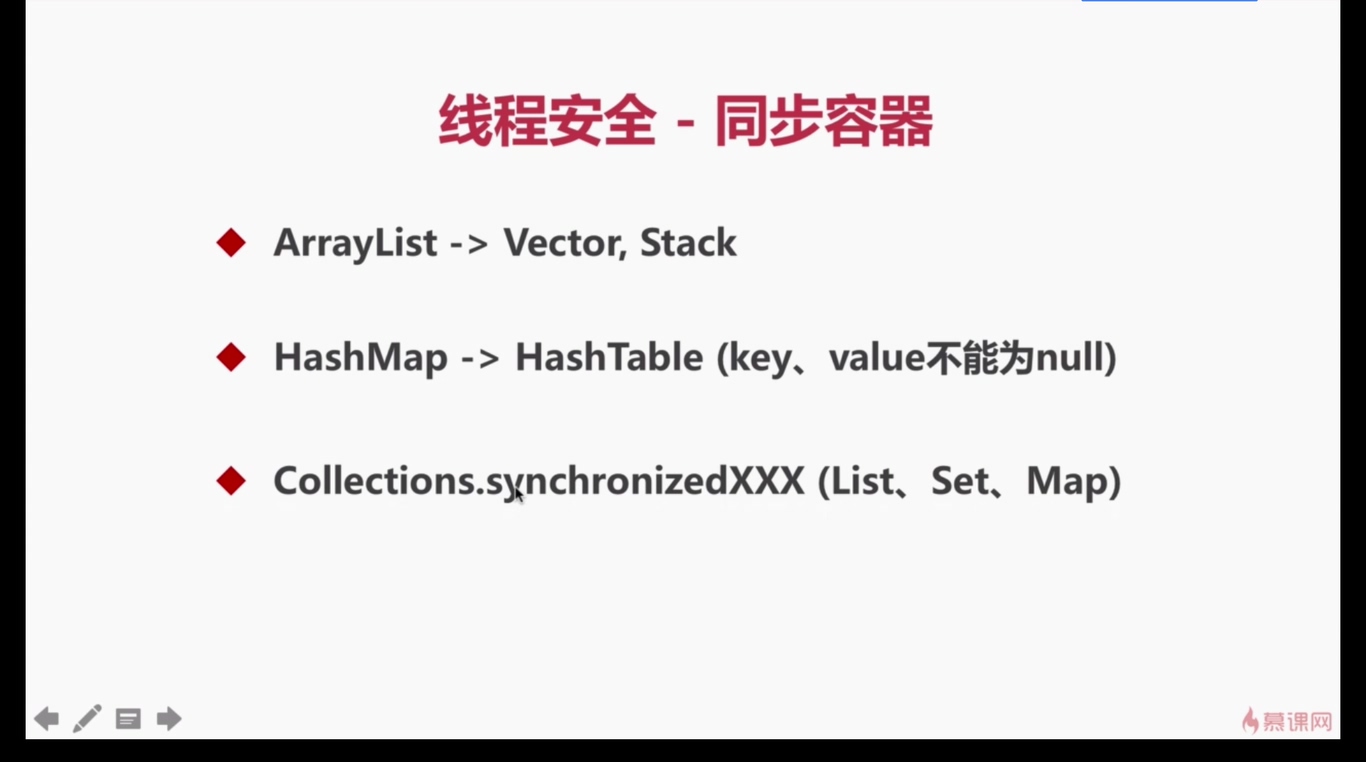 线程安全 - 同步容器
ArrayList -> Vector, Stack
HashMap -> HashTable (key、value不能为null)
Collections.synchronizedXXX (List、Set、Map)
慕课网